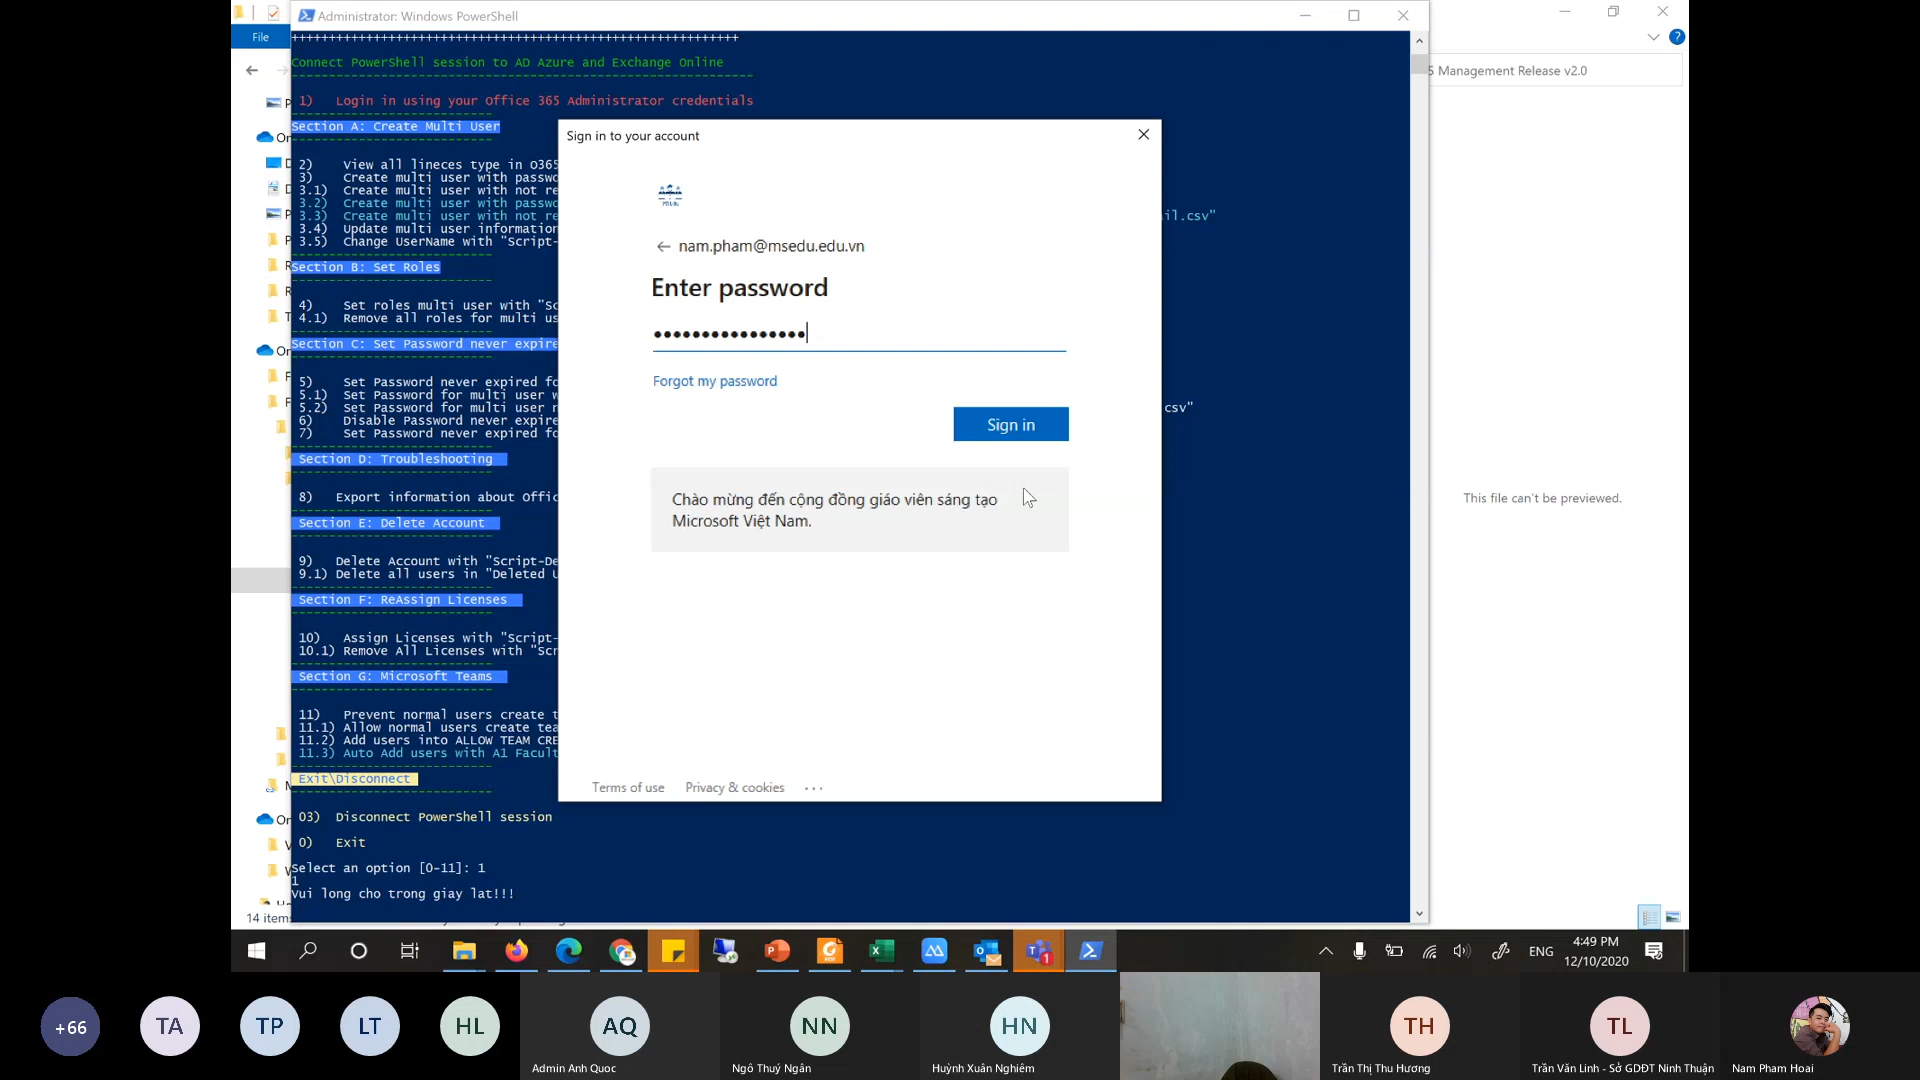 Administrator: Windows PowerShell
File
++++++++++++++++++++++++++++++++++++++++++++++++++++++++++++
Connect PowerShell session to AD Azure and Exchange Online
1) Login in using your Office 365 Administrator credentials
Section A: Create Multi User
2) View all lineces type in O365
3) Create multi user with passwo
3.1) Create multi user with not re
3.2) Create multi user with passwo
3.3) Create multi user with not re
il.csv"
3.4) Update multi user information
3.5) Change UserName with "Script-
Section B: Set Roles
4) Set roles multi user with "Sc
4.1) Remove all roles for multi us
Section C: Set Password never expire
5) Set Password never expired fo
5.1) Set Password for multi user w
5.2) Set Password for multi user n
csv"
6) Disable Password never expire
7) Set Password never expired fo
Section D: Troubleshooting
8) Export information about Offic
Section E: Delete Account
9) Delete Account with "Script-De
9.1) Delete all users in "Deleted U
Section F: ReAssign Licenses
10) Assign Licenses with "Script-
10.1) Remove All Licenses with "Scr
Section G: Microsoft Teams
11) Prevent normal users create t
11.1) Allow normal users create tea
11.2) Add users into ALLOW TEAM CRE
11.3) Auto Add users with A1 Facult
Exit\Disconnect
03) Disconnect PowerShell session
0) Exit
Select an option [0-11]: 1
1
Vui long cho trong giay lat!!!
Sign in to your account
nam.pham@msedu.edu.vn
Enter password
Forgot my password
Sign in
Chào mừng đến cộng đồng giáo viên sáng tạo
Microsoft Việt Nam.
Terms of use Privacy & cookies
5 Management Release v2.0
This file can't be previewed.
14 items
ENG
4:49 PM
12/10/2020
+66
TA
TP
LT
HL
AQ
NN
HN
TH
TL
Admin Anh Quoc
Ngô Thuý Ngân
Huỳnh Xuân Nghiêm
Trần Thị Thu Hương
Trần Văn Linh - Sở GDĐT Ninh Thuận
Nam Pham Hoai